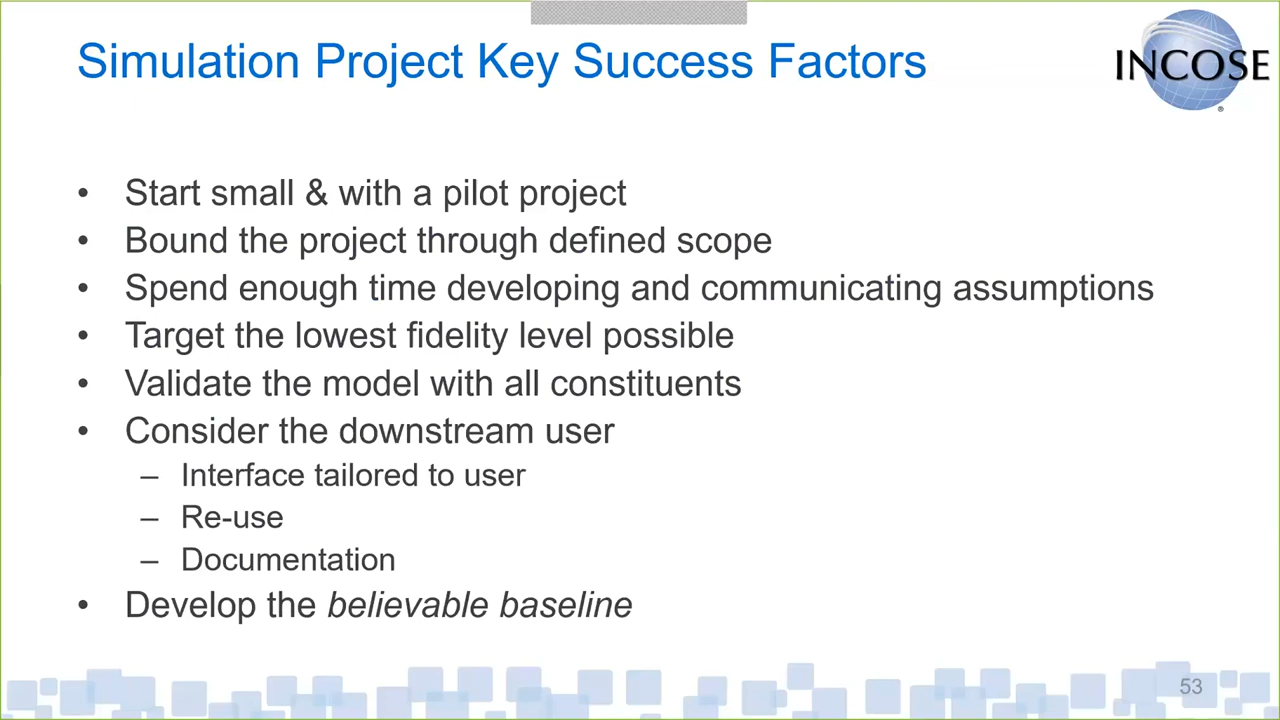 Simulation Project Key Success Factors
INCOSE
®
• Start small & with a pilot project
• Bound the project through defined scope
• Spend enough time developing and communicating assumptions
• Target the lowest fidelity level possible
• Validate the model with all constituents
• Consider the downstream user
– Interface tailored to user
– Re-use
– Documentation
• Develop the believable baseline
53